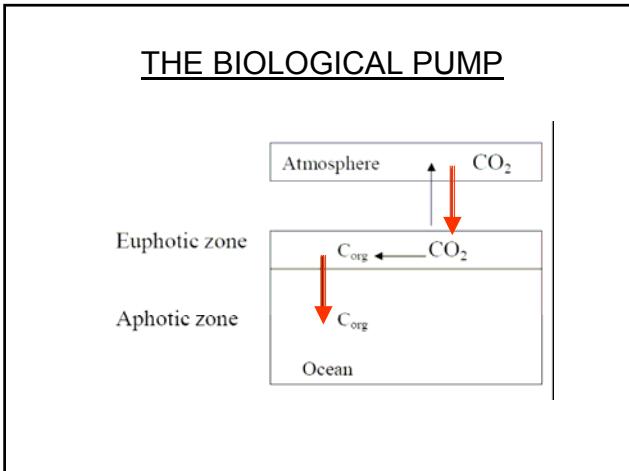 THE BIOLOGICAL PUMP
Atmosphere CO₂
Euphotic zone C_org CO₂
Aphotic zone C_org
Ocean